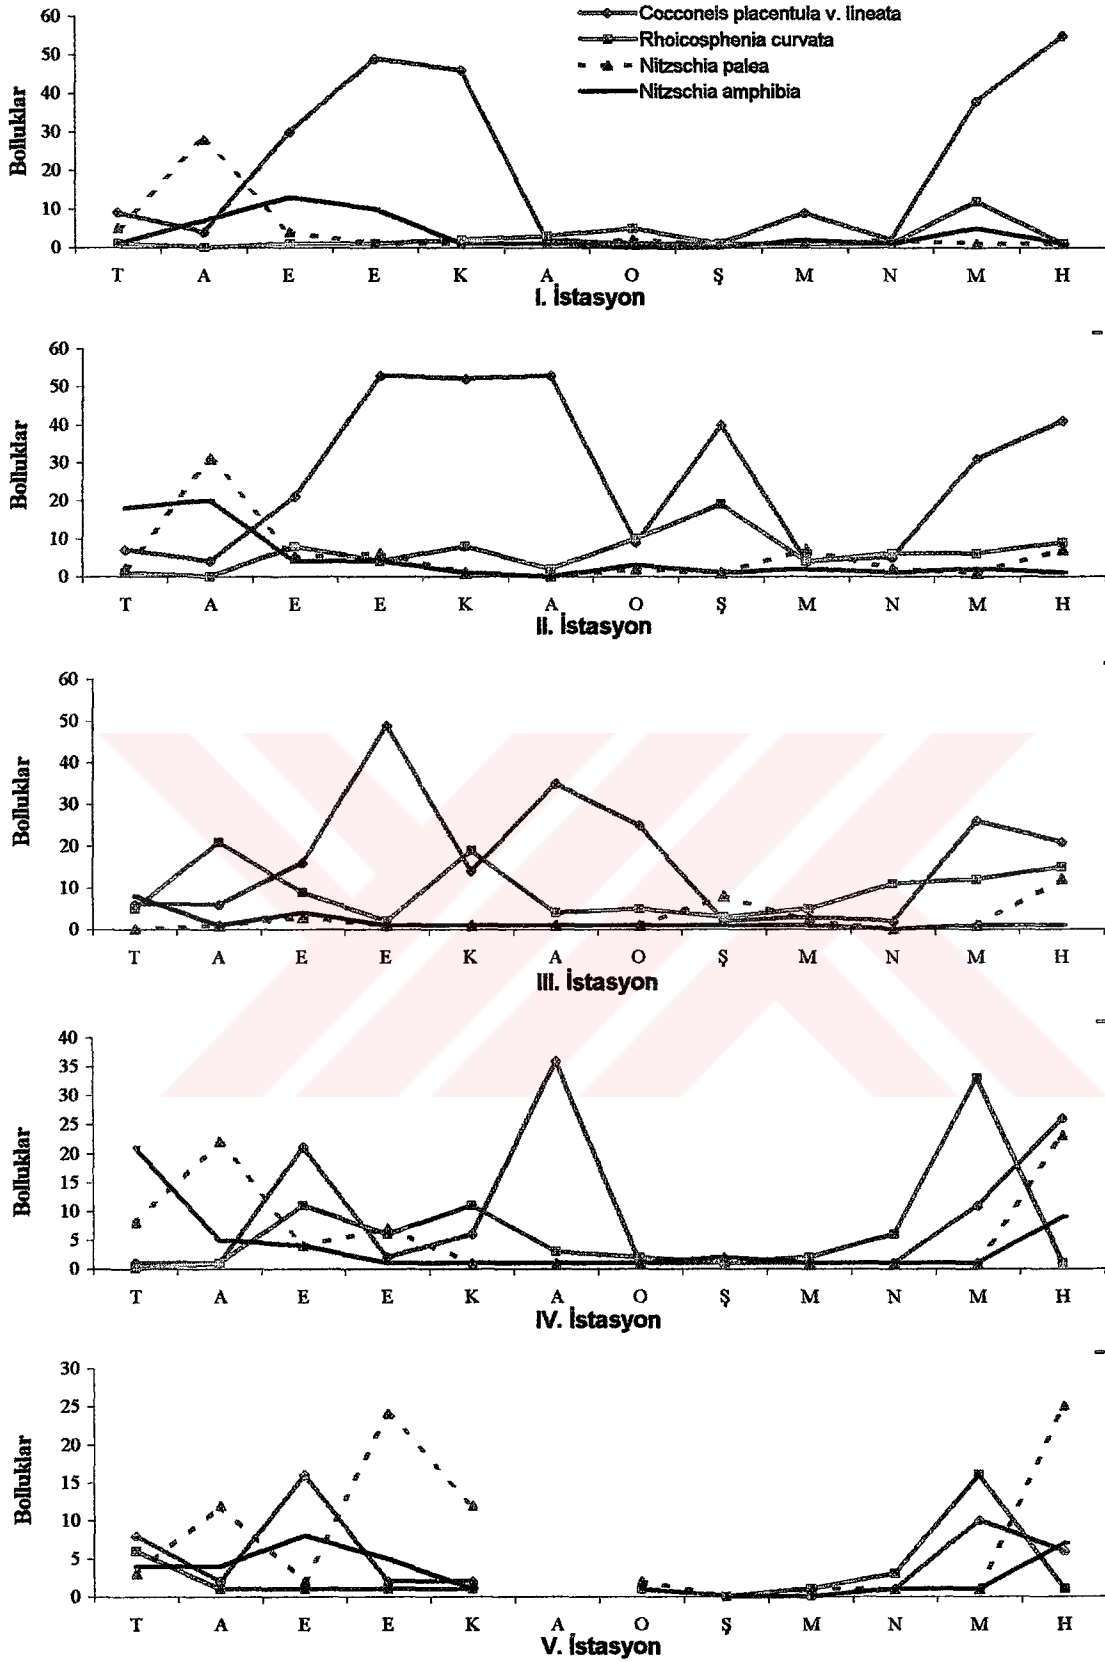 Cocconeis placentula v. lineata
Rhoicosphenia curvata
Nitzschia palea
Nitzschia amphibia
Bolluklar
60
50
40
30
20
10
0
T A E E K A O Ş M N M H
I. İstasyon
Bolluklar
60
50
40
30
20
10
0
T A E E K A O Ş M N M H
II. İstasyon
Bolluklar
60
50
40
30
20
10
0
T A E E K A O Ş M N M H
III. İstasyon
Bolluklar
40
35
30
25
20
15
10
5
0
T A E E K A O Ş M N M H
IV. İstasyon
Bolluklar
30
25
20
15
10
5
0
T A E E K A O Ş M N M H
V. İstasyon